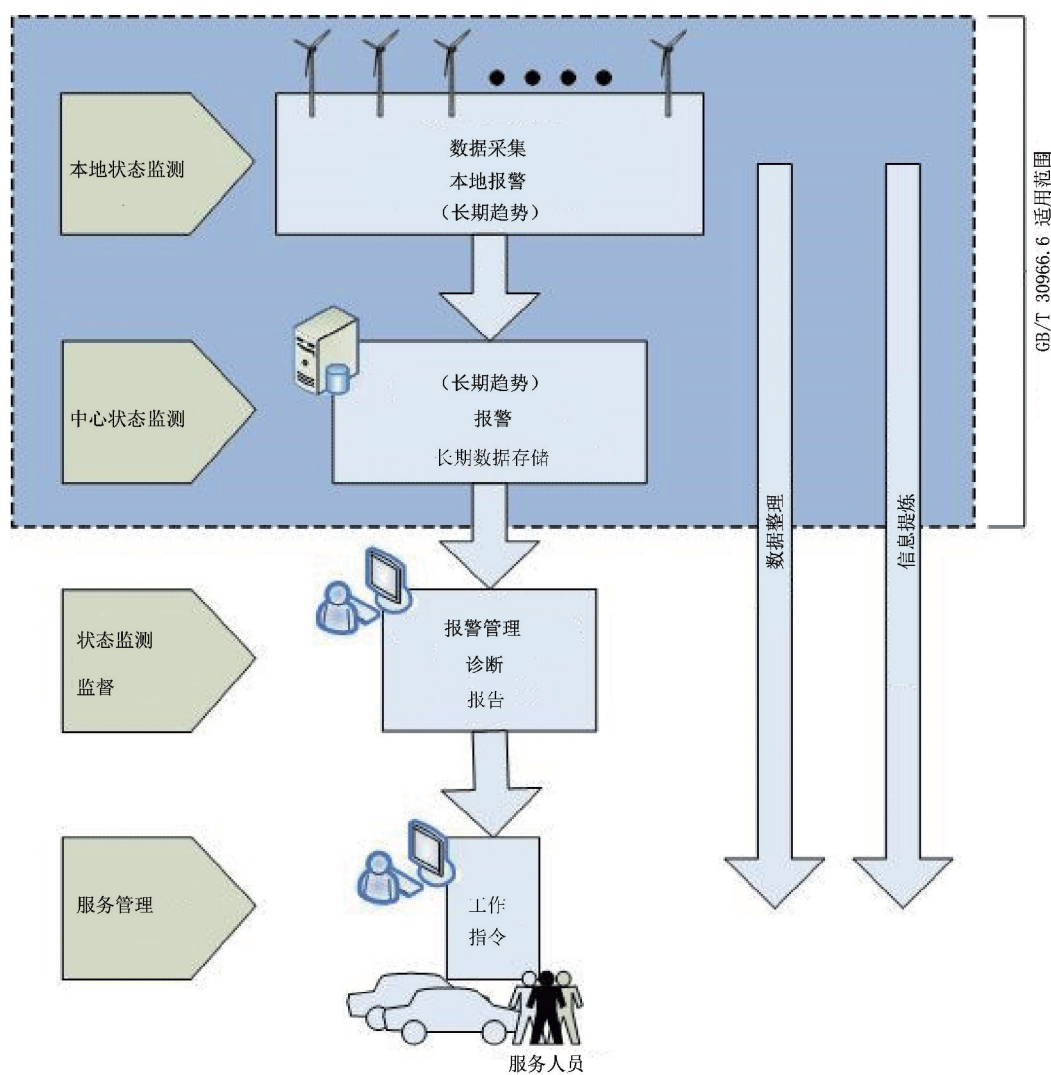 本地状态监测
数据采集
本地报警
（长期趋势）
GB/T 30966.6 适用范围
中心状态监测
（长期趋势）
报警
长期数据存储
数据整理
信息提炼
状态监测
监督
报警管理
诊断
报告
服务管理
工作
指令
服务人员